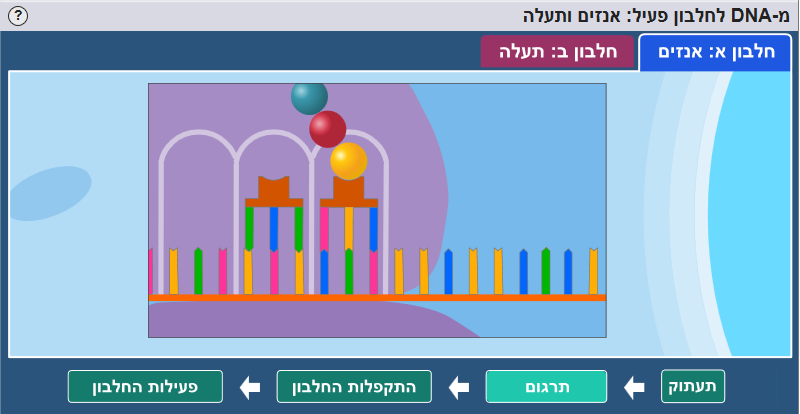 מ-DNA לחלבון פעיל: אנזים ותעלה
?
חלבון א: אנזים
חלבון ב: תעלה
תעתוק
תרגום
התקפלות החלבון
פעילות החלבון